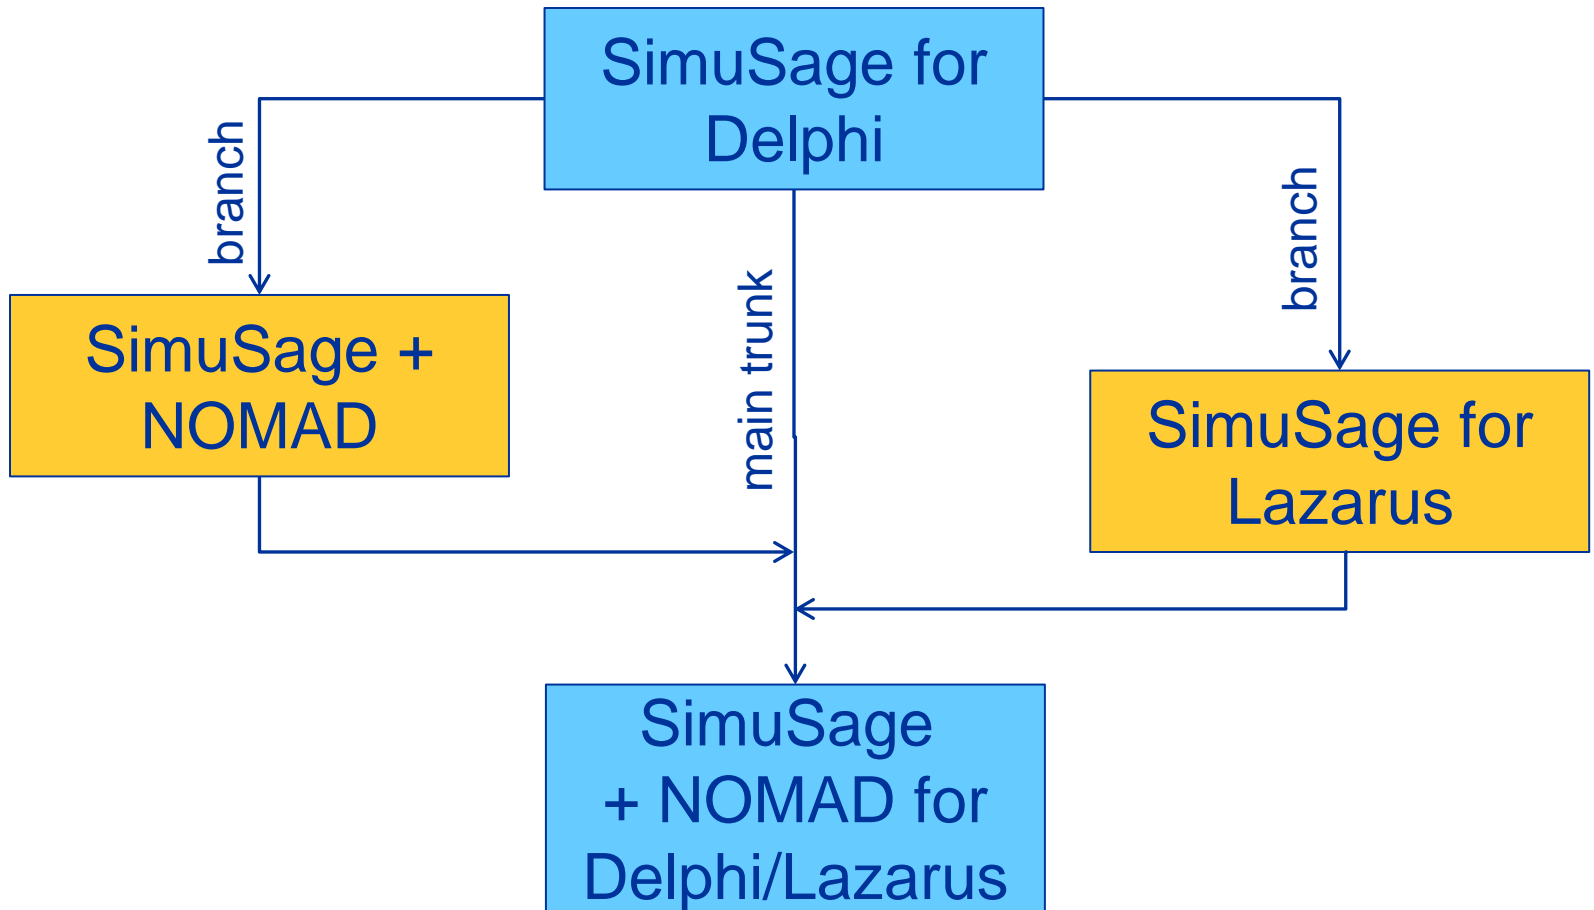 SimuSage for
Delphi
branch
branch
main trunk
SimuSage +
NOMAD
SimuSage for
Lazarus
SimuSage
+ NOMAD for
Delphi/Lazarus